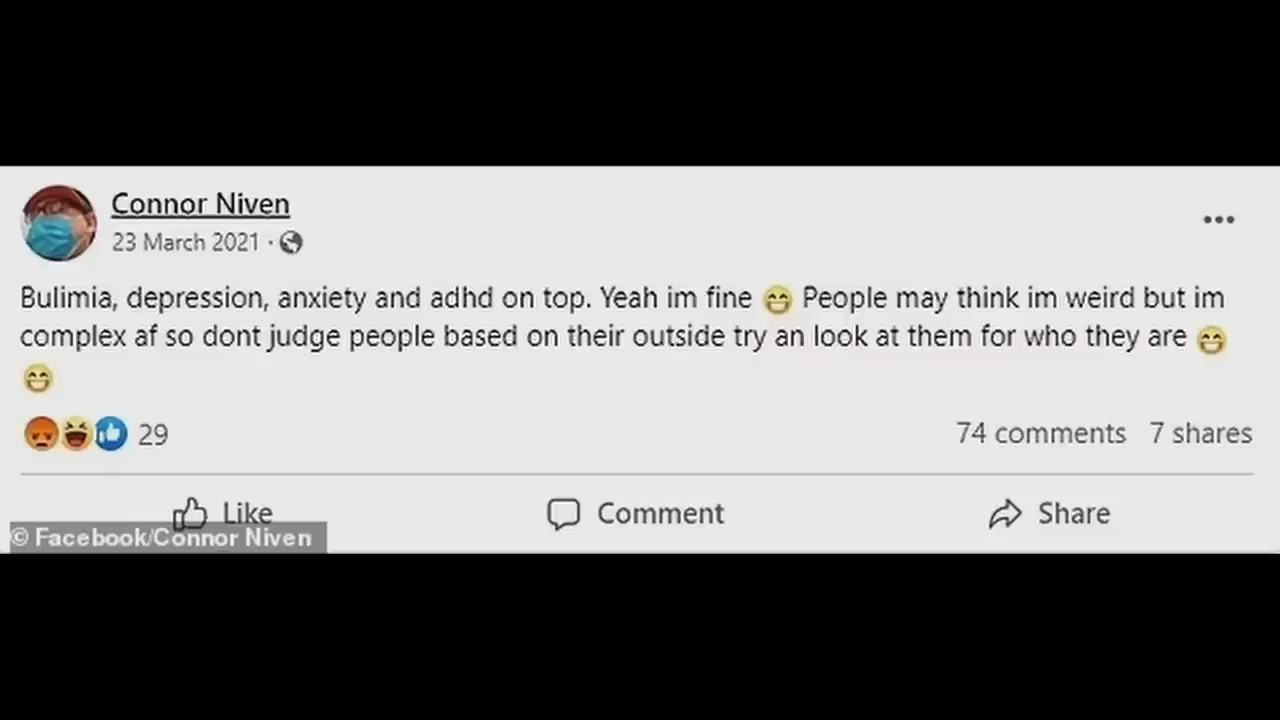 Connor Niven
23 March 2021 ·
Bulimia, depression, anxiety and adhd on top. Yeah im fine 😁 People may think im weird but im
complex af so dont judge people based on their outside try an look at them for who they are 😁
😁
29
74 comments 7 shares
Like
Comment
Share
© Facebook/Connor Niven